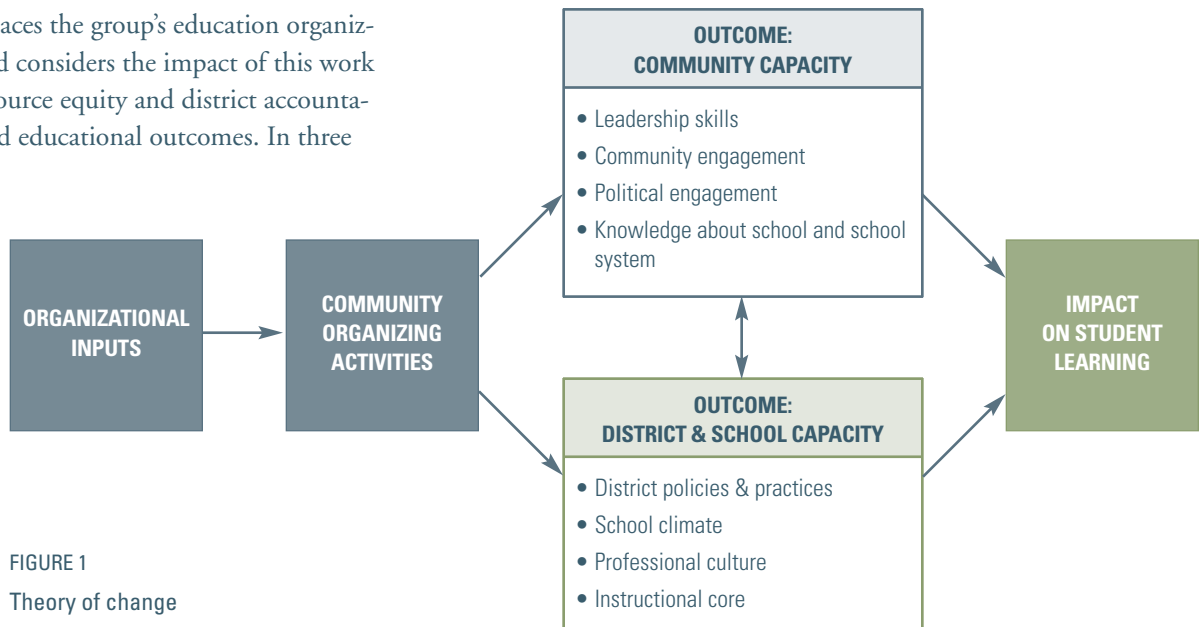 aces the group's education organiz-
d considers the impact of this work
ource equity and district accounta-
d educational outcomes. In three
ORGANIZATIONAL
INPUTS
COMMUNITY
ORGANIZING
ACTIVITIES
OUTCOME:
COMMUNITY CAPACITY
• Leadership skills
• Community engagement
• Political engagement
• Knowledge about school and school
system
OUTCOME:
DISTRICT & SCHOOL CAPACITY
• District policies & practices
• School climate
• Professional culture
• Instructional core
IMPACT
ON STUDENT
LEARNING
FIGURE 1
Theory of change